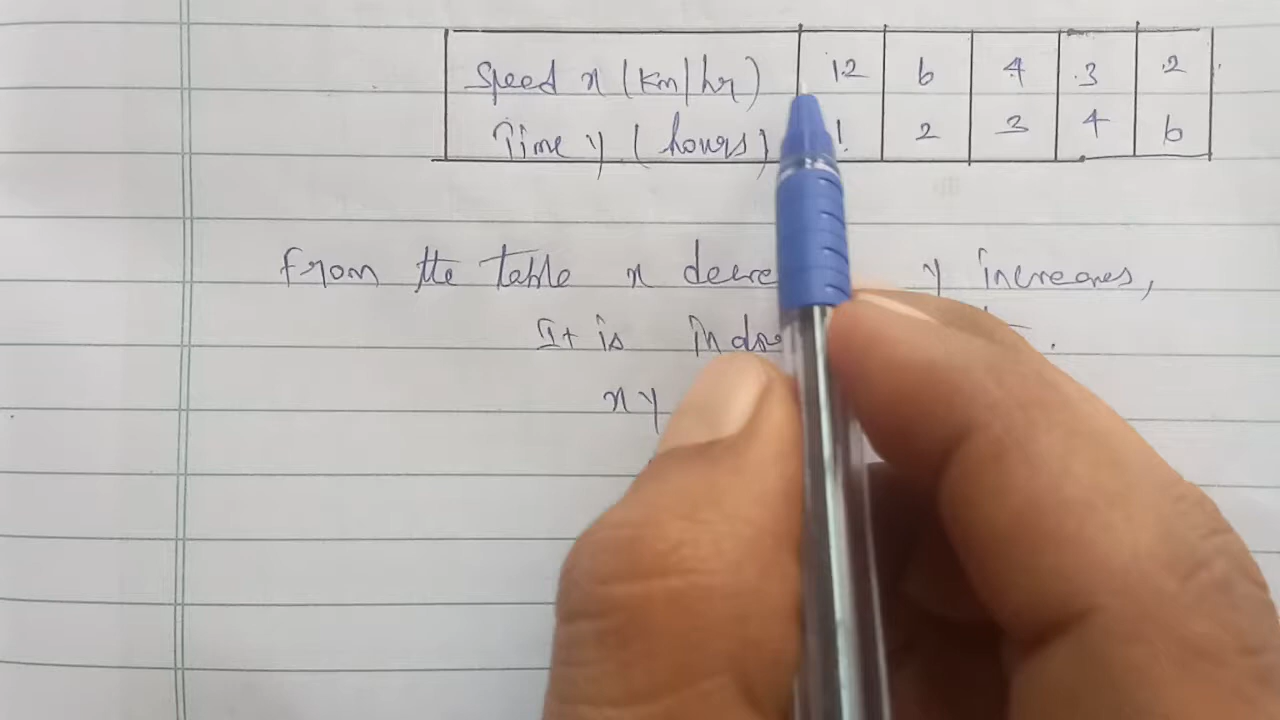 Speed x (km/hr) 12 6 4 3 2
Time y (hours) 1 2 3 4 6
From the table x y increases,
It is
xy